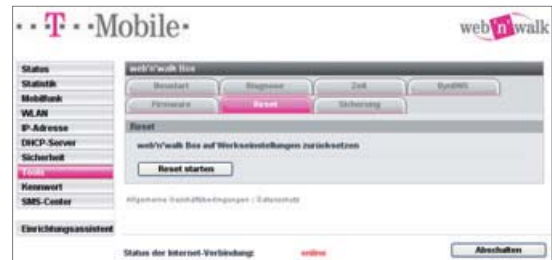 ··T··Mobile·
web'n'walk
Status
Statistik
Mobilfunk
WLAN
IP-Adresse
DHCP-Server
Sicherheit
Tools
Kennwort
SMS-Center
Einrichtungsassistent
web'n'walk Box
Neustart Diagnose Zeit DynDNS
Firmware Reset Sicherung
Reset
web'n'walk Box auf Werkseinstellungen zurücksetzen
Reset starten
Allgemeine Geschäftsbedingungen | Datenschutz
Status der Internet-Verbindung: online
Abschalten